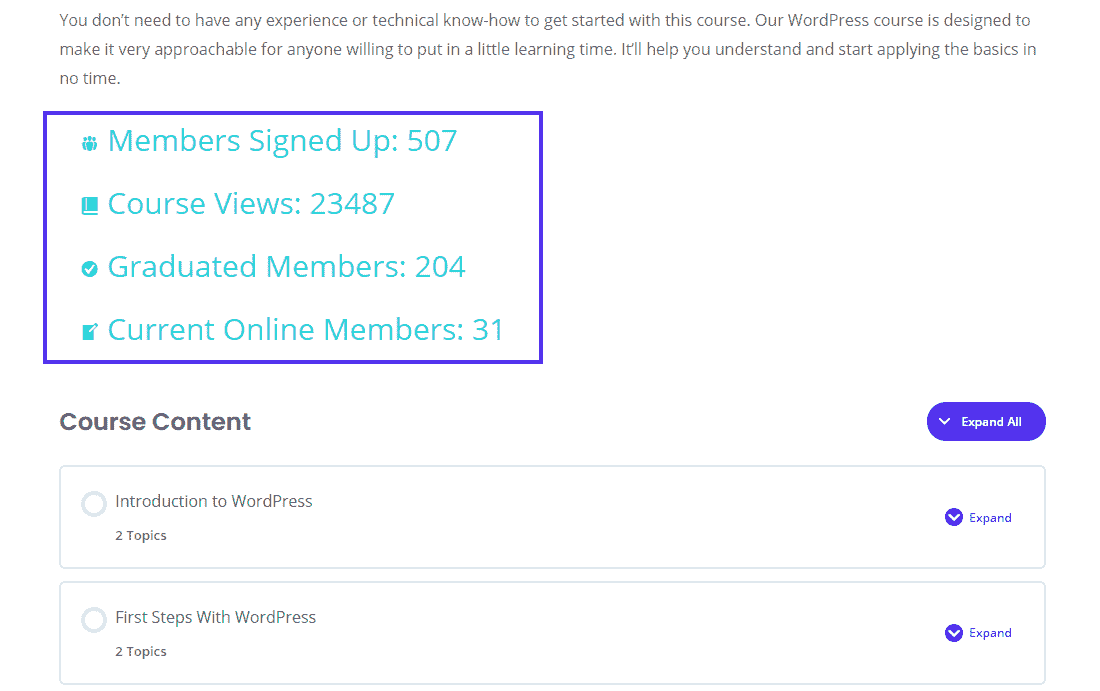 You don’t need to have any experience or technical know-how to get started with this course. Our WordPress course is designed to
make it very approachable for anyone willing to put in a little learning time. It’ll help you understand and start applying the basics in
no time.
Members Signed Up: 507
Course Views: 23487
Graduated Members: 204
Current Online Members: 31
Course Content
Expand All
Introduction to WordPress
Expand
2 Topics
First Steps With WordPress
Expand
2 Topics